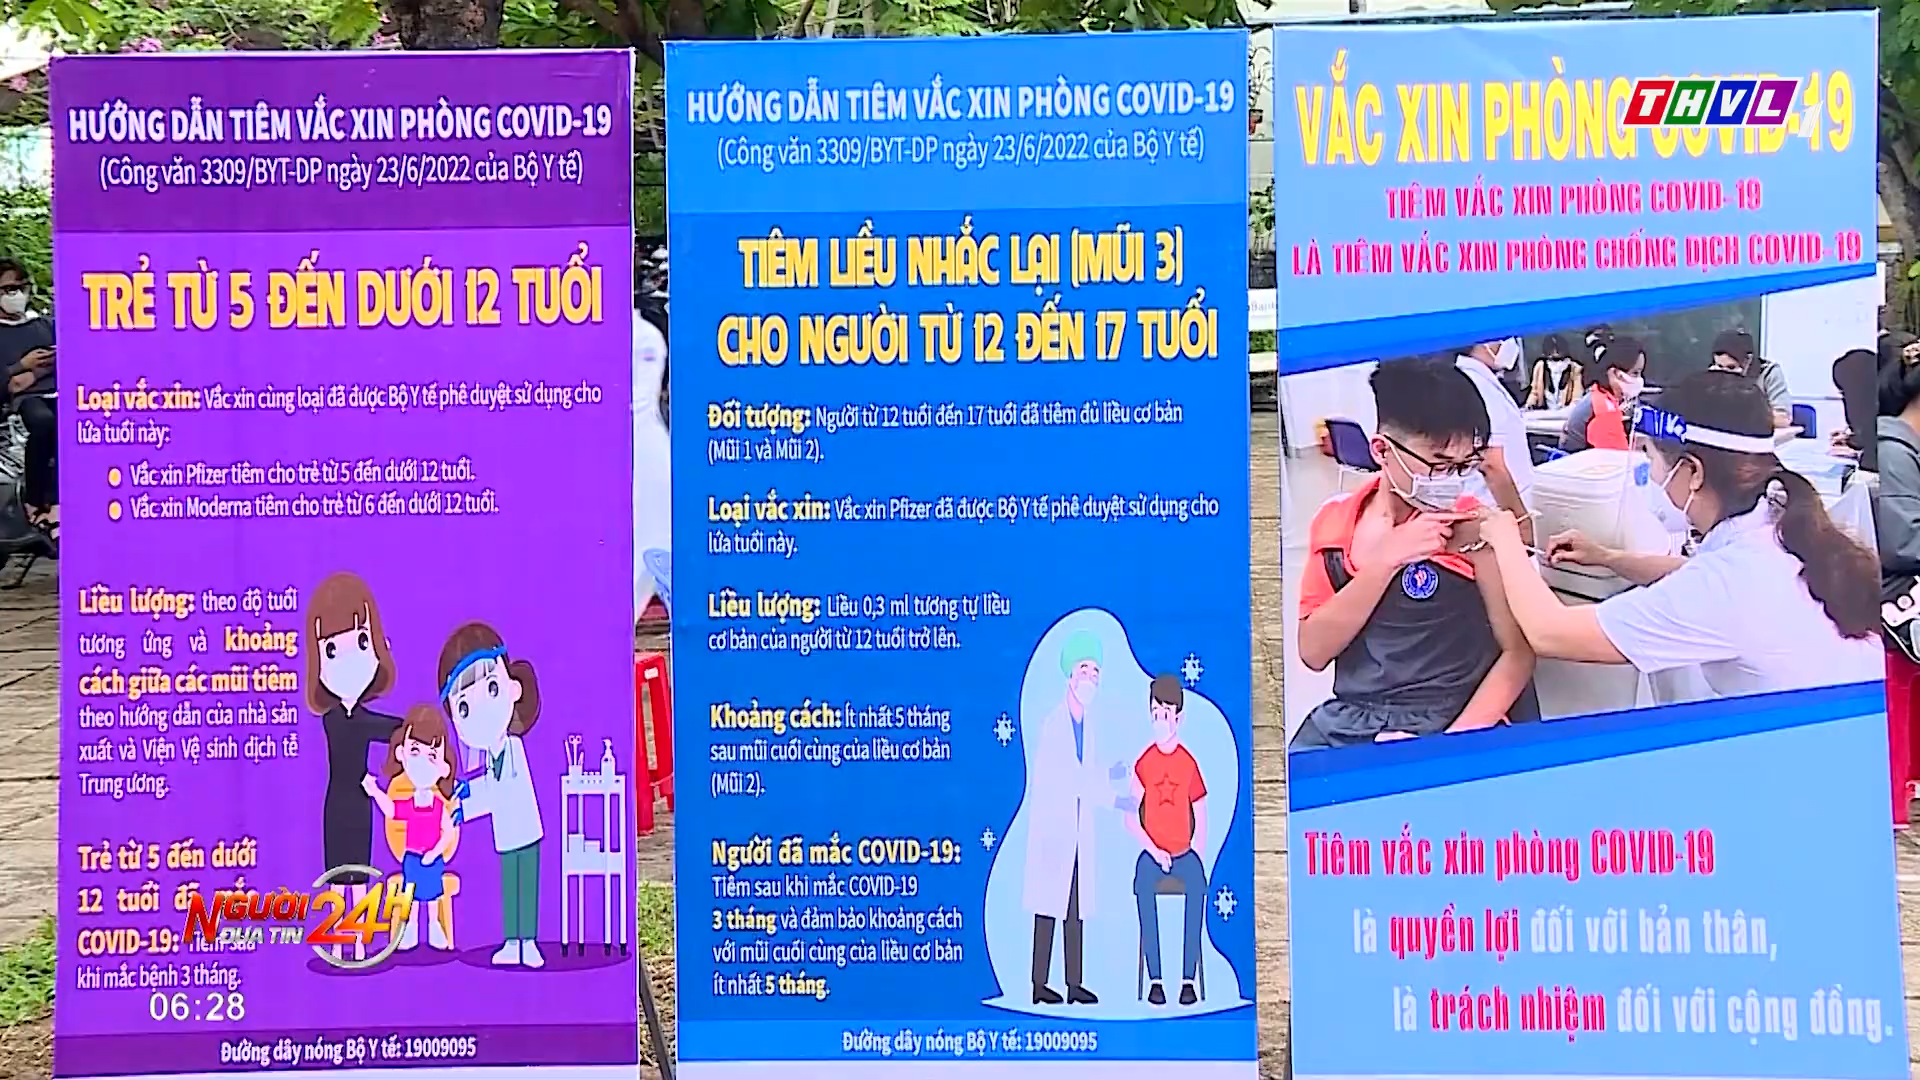 HƯỚNG DẪN TIÊM VẮC XIN PHÒNG COVID-19
(Công văn 3309/BYT-DP ngày 23/6/2022 của Bộ Y tế)
TRẺ TỪ 5 ĐẾN DƯỚI 12 TUỔI
Loại vắc xin: Vắc xin cùng loại đã được Bộ Y tế phê duyệt sử dụng cho
lứa tuổi này:
Vắc xin Pfizer tiêm cho trẻ từ 5 đến dưới 12 tuổi.
Vắc xin Moderna tiêm cho trẻ từ 6 đến dưới 12 tuổi.
Liều lượng: theo độ tuổi
tương ứng và khoảng
cách giữa các mũi tiêm
theo hướng dẫn của nhà sản
xuất và Viện Vệ sinh dịch tễ
Trung ương.
Trẻ từ 5 đến dưới
12 tuổi đã mắc
COVID-19: Tiêm sau
khi mắc bệnh 3 tháng.
Đường dây nóng Bộ Y tế: 19009095
HƯỚNG DẪN TIÊM VẮC XIN PHÒNG COVID-19
(Công văn 3309/BYT-DP ngày 23/6/2022 của Bộ Y tế)
TIÊM LIỀU NHẮC LẠI (MŨI 3)
CHO NGƯỜI TỪ 12 ĐẾN 17 TUỔI
Đối tượng: Người từ 12 tuổi đến 17 tuổi đã tiêm đủ liều cơ bản
(Mũi 1 và Mũi 2).
Loại vắc xin: Vắc xin Pfizer đã được Bộ Y tế phê duyệt sử dụng cho
lứa tuổi này.
Liều lượng: Liều 0,3 ml tương tự liều
cơ bản của người từ 12 tuổi trở lên.
Khoảng cách: Ít nhất 5 tháng
sau mũi cuối cùng của liều cơ bản
(Mũi 2).
Người đã mắc COVID-19:
Tiêm sau khi mắc COVID-19
3 tháng và đảm bảo khoảng cách
với mũi cuối cùng của liều cơ bản
ít nhất 5 tháng.
Đường dây nóng Bộ Y tế: 19009095
VẮC XIN PHÒNG COVID-19
TIÊM VẮC XIN PHÒNG COVID-19
LÀ TIÊM VẮC XIN PHÒNG CHỐNG DỊCH COVID-19
Tiêm vắc xin phòng COVID-19
là quyền lợi đối với bản thân,
là trách nhiệm đối với cộng đồng.
THVL1
NGƯỜI
ĐƯA TIN
24H
06:28